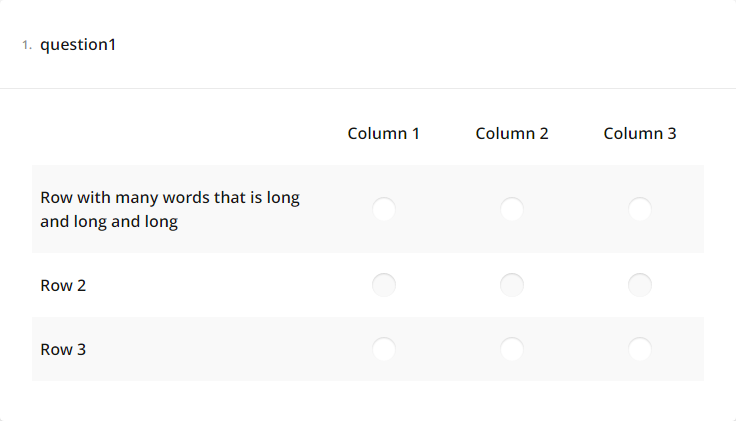 1. question1
Column 1 Column 2 Column 3
Row with many words that is long
and long and long
Row 2
Row 3